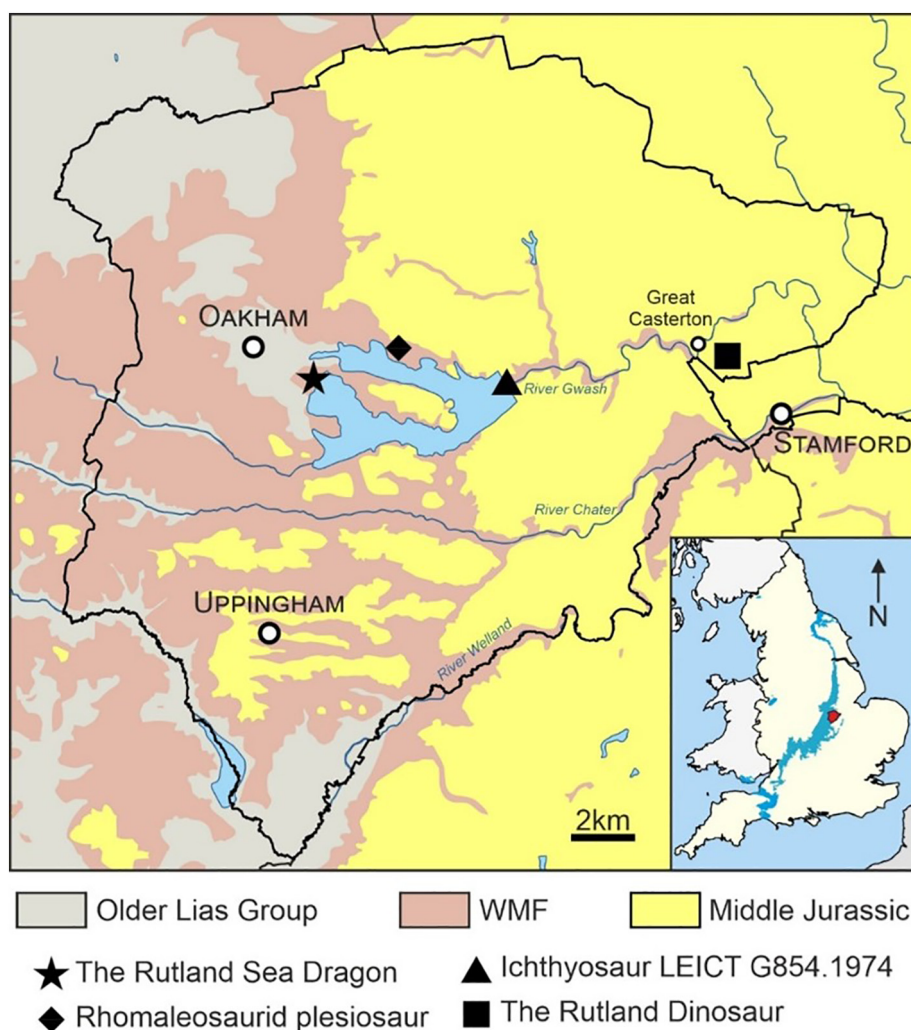 OAKHAM
Great
Casterton
River Gwash
STAMFORD
River Chater
UPPINGHAM
River Welland
N
2km
Older Lias Group
WMF
Middle Jurassic
The Rutland Sea Dragon
Ichthyosaur LEICT G854.1974
Rhomaleosaurid plesiosaur
The Rutland Dinosaur